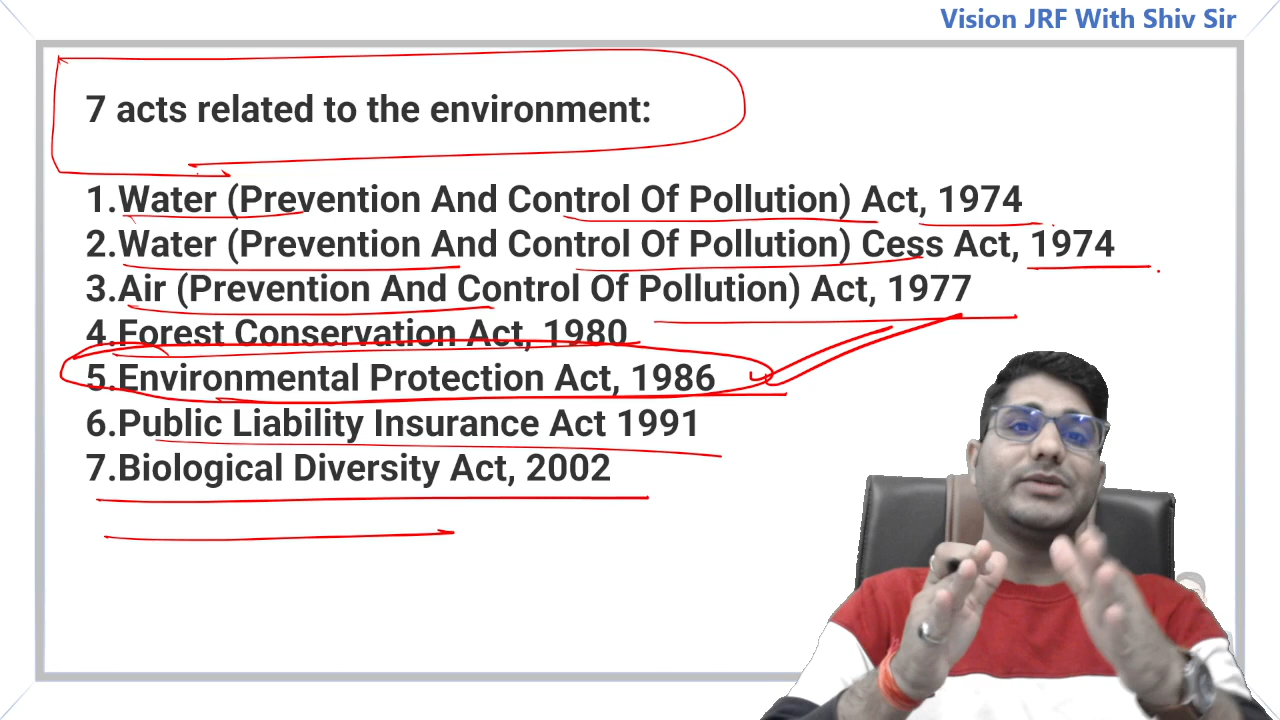 Vision JRF With Shiv Sir
7 acts related to the environment:
1.Water (Prevention And Control Of Pollution) Act, 1974
2.Water (Prevention And Control Of Pollution) Cess Act, 1974
3.Air (Prevention And Control Of Pollution) Act, 1977
4.Forest Conservation Act, 1980
5.Environmental Protection Act, 1986
6.Public Liability Insurance Act 1991
7.Biological Diversity Act, 2002